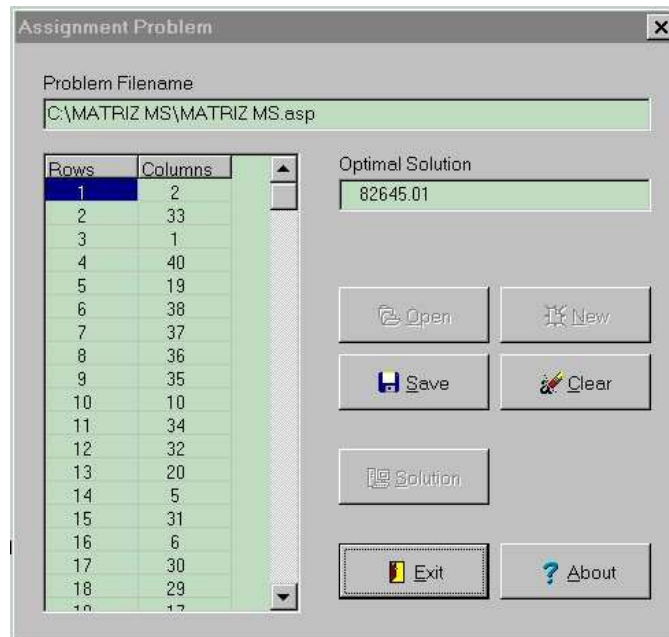 Assignment Problem
Problem Filename
C:\MATRIZ MS\MATRIZ MS.asp
Rows Columns
1 2
2 33
3 1
4 40
5 19
6 38
7 37
8 36
9 35
10 10
11 34
12 32
13 20
14 5
15 31
16 6
17 30
18 29
Optimal Solution
82645.01
Open New
Save Clear
Solution
Exit About